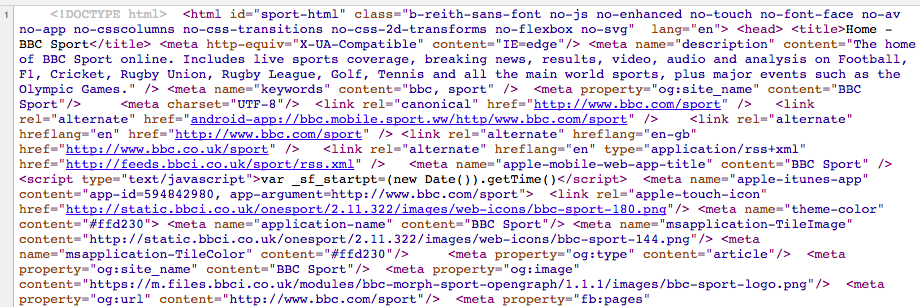 1 <!DOCTYPE html> <html id="sport-html" class="b-reith-sans-font no-js no-enhanced no-touch no-font-face no-av
no-app no-csscolumns no-css-transitions no-css-2d-transforms no-flexbox no-svg" lang="en"> <head> <title>Home -
BBC Sport</title> <meta http-equiv="X-UA-Compatible" content="IE=edge"/> <meta name="description" content="The home
of BBC Sport online. Includes live sports coverage, breaking news, results, video, audio and analysis on Football,
F1, Cricket, Rugby Union, Rugby League, Golf, Tennis and all the main world sports, plus major events such as the
Olympic Games." /> <meta name="keywords" content="bbc, sport" /> <meta property="og:site_name" content="BBC
Sport"/> <meta charset="UTF-8"/> <link rel="canonical" href="http://www.bbc.com/sport" /> <link
rel="alternate" href="android-app://bbc.mobile.sport.ww/http/www.bbc.com/sport" /> <link rel="alternate"
hreflang="en" href="http://www.bbc.com/sport" /> <link rel="alternate" hreflang="en-gb"
href="http://www.bbc.co.uk/sport" /> <link rel="alternate" hreflang="en" type="application/rss+xml"
href="http://feeds.bbci.co.uk/sport/rss.xml" /> <meta name="apple-mobile-web-app-title" content="BBC Sport" />
<script type="text/javascript">var _sf_startpt=(new Date()).getTime()</script> <meta name="apple-itunes-app"
content="app-id=594842980, app-argument=http://www.bbc.com/sport"> <link rel="apple-touch-icon"
href="http://static.bbci.co.uk/onesport/2.11.322/images/web-icons/bbc-sport-180.png"/> <meta name="theme-color"
content="#ffd230"> <meta name="application-name" content="BBC Sport"/> <meta name="msapplication-TileImage"
content="http://static.bbci.co.uk/onesport/2.11.322/images/web-icons/bbc-sport-144.png"/> <meta
name="msapplication-TileColor" content="#ffd230"/> <meta property="og:type" content="article"/> <meta
property="og:site_name" content="BBC Sport"/> <meta property="og:image"
content="https://m.files.bbci.co.uk/modules/bbc-morph-sport-opengraph/1.1.1/images/bbc-sport-logo.png"/> <meta
property="og:url" content="http://www.bbc.com/sport"/> <meta property="fb:pages"